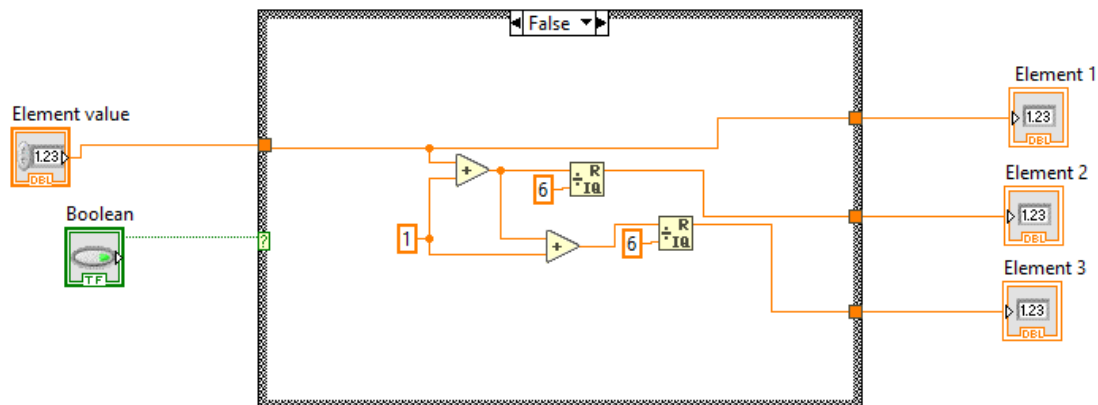 False
Element 1
Element value
1.23
1.23
DBL
DBL
+
÷ R
IQ
6
Element 2
Boolean
1.23
?
1
DBL
+
÷ R
IQ
6
TF
Element 3
1.23
DBL